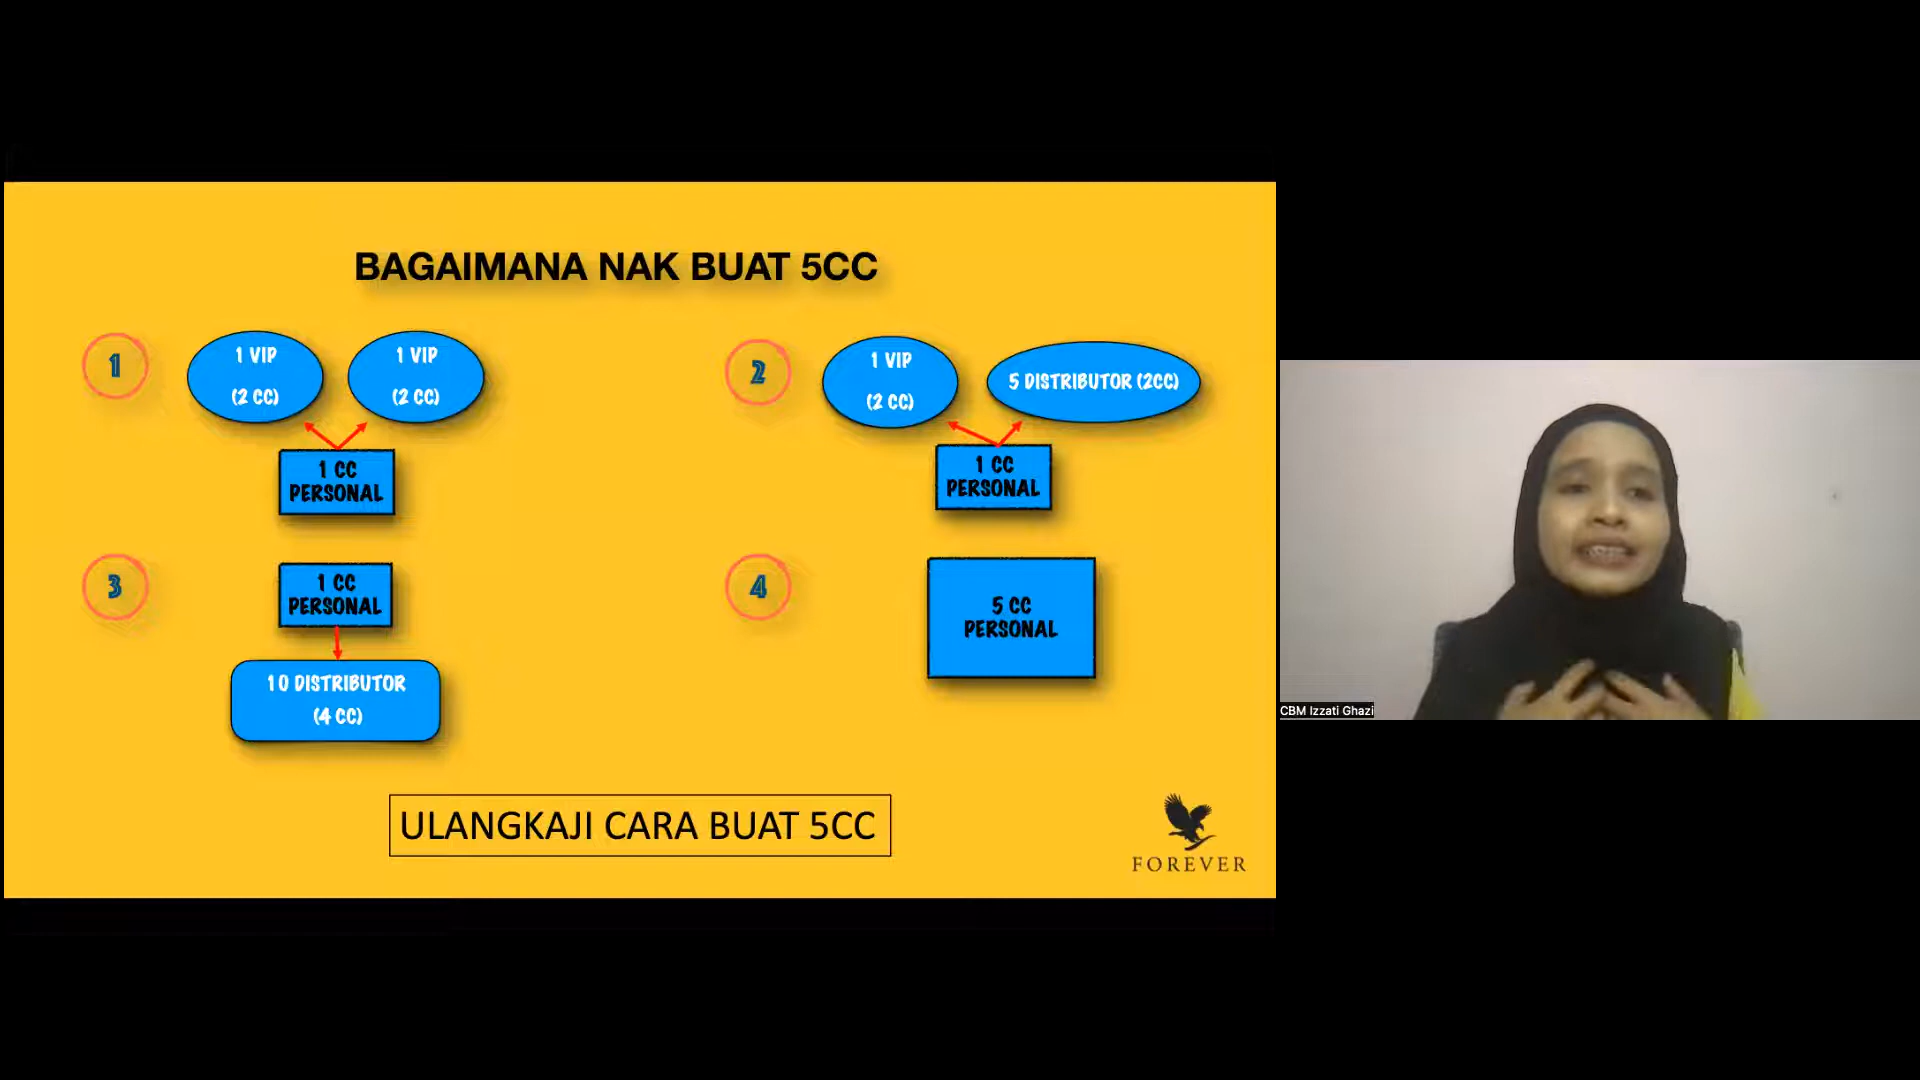 BAGAIMANA NAK BUAT 5CC
1
1 VIP
(2 CC)
1 VIP
(2 CC)
1 CC
PERSONAL
2
1 VIP
(2 CC)
5 DISTRIBUTOR (2CC)
1 CC
PERSONAL
3
1 CC
PERSONAL
10 DISTRIBUTOR
(4 CC)
4
5 CC
PERSONAL
ULANGKAJI CARA BUAT 5CC
FOREVER
CBM Izzati Ghazi